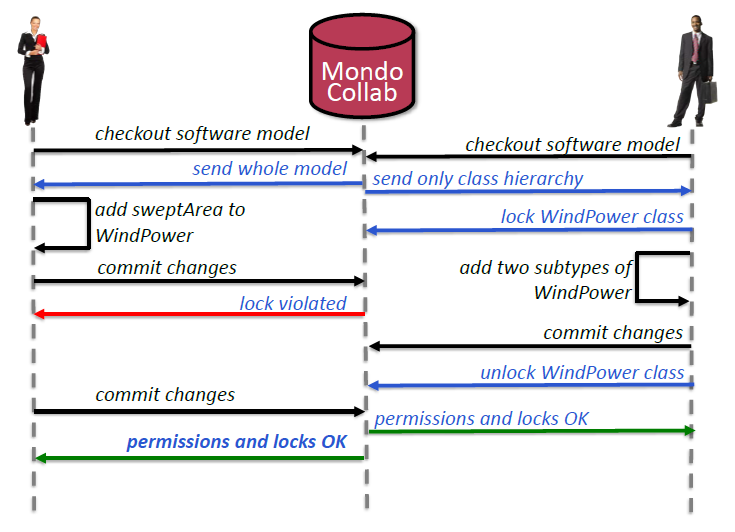 Mondo
Collab
checkout software model
checkout software model
send whole model
send only class hierarchy
add sweptArea to
WindPower
lock WindPower class
commit changes
add two subtypes of
WindPower
lock violated
commit changes
unlock WindPower class
commit changes
permissions and locks OK
permissions and locks OK